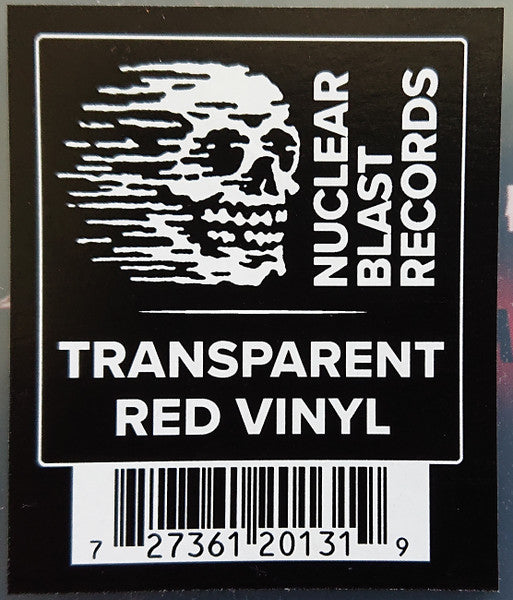 NUCLEAR
BLAST
RECORDS
TRANSPARENT
RED VINYL
7 27361 20131 9